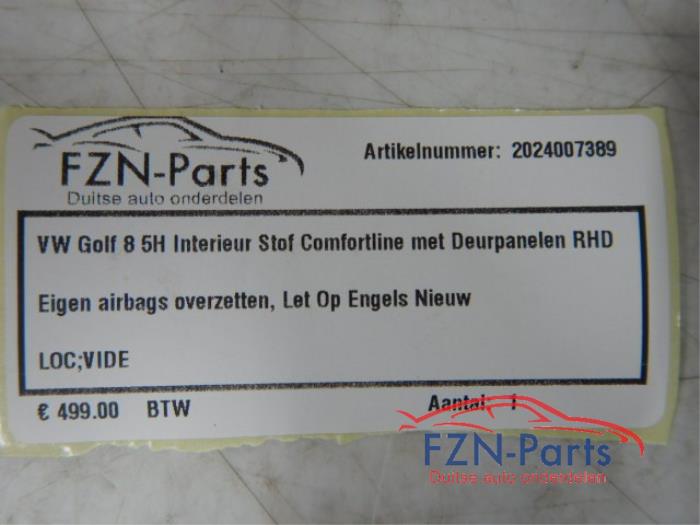 FZN-Parts
Duitse auto onderdelen
Artikelnummer: 2024007389
VW Golf 8 5H Interieur Stof Comfortline met Deurpanelen RHD
Eigen airbags overzetten, Let Op Engels Nieuw
LOC;VIDE
€ 499.00 BTW
Aantal: 1
FZN-Parts
Duitse auto onderdelen